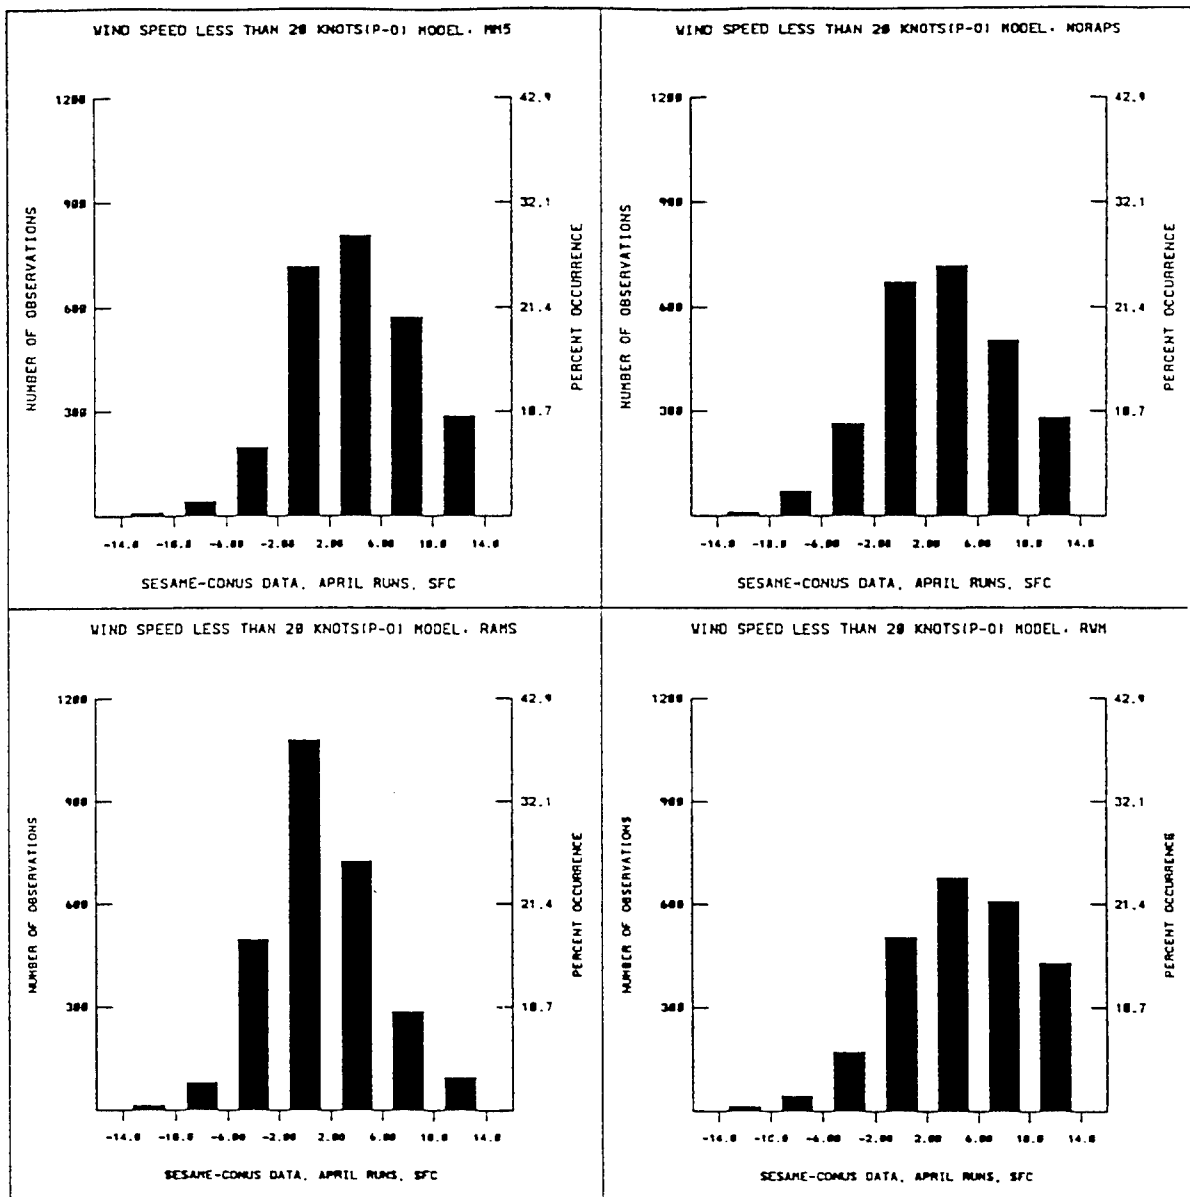 WIND SPEED LESS THAN 20 KNOTS(P-O) MODEL. MM5
1200
900
600
300
42.9
32.1
21.4
10.7
NUMBER OF OBSERVATIONS
PERCENT OCCURRENCE
-14.0 -10.0 -6.00 -2.00 2.00 6.00 10.0 14.0
SESAME-CONUS DATA, APRIL RUNS, SFC
WIND SPEED LESS THAN 20 KNOTS(P-O) MODEL. NORAPS
1200
900
600
300
42.9
32.1
21.4
10.7
NUMBER OF OBSERVATIONS
PERCENT OCCURRENCE
-14.0 -10.0 -6.00 -2.00 2.00 6.00 10.0 14.0
SESAME-CONUS DATA, APRIL RUNS, SFC
WIND SPEED LESS THAN 20 KNOTS(P-O) MODEL. RAMS
1200
900
600
300
42.9
32.1
21.4
10.7
NUMBER OF OBSERVATIONS
PERCENT OCCURRENCE
-14.0 -10.0 -6.00 -2.00 2.00 6.00 10.0 14.0
SESAME-CONUS DATA, APRIL RUNS, SFC
WIND SPEED LESS THAN 20 KNOTS(P-O) MODEL. RWM
1200
900
600
300
42.9
32.1
21.4
10.7
NUMBER OF OBSERVATIONS
PERCENT OCCURRENCE
-14.0 -10.0 -6.00 -2.00 2.00 6.00 10.0 14.0
SESAME-CONUS DATA, APRIL RUNS, SFC